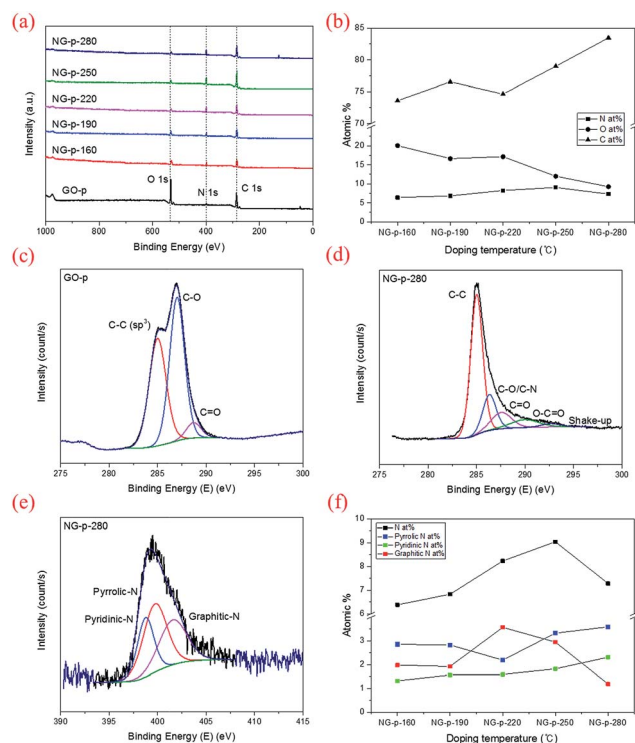 (a)
NG-p-280
NG-p-250
NG-p-220
NG-p-190
NG-p-160
GO-p
O 1s
N 1s
C 1s
Intensity (a.u.)
1000 800 600 400 200 0
Binding Energy (eV)
(b)
85
80
75
70
20
15
10
5
0
Atomic %
N at%
O at%
C at%
NG-p-160 NG-p-190 NG-p-220 NG-p-250 NG-p-280
Doping temperature (℃)
(c)
GO-p
C-O
C-C (sp3)
C=O
Intensity (count/s)
275 280 285 290 295 300
Binding Energy (E) (eV)
(d)
NG-p-280
C-C
C-O/C-N
C=O
O-C=O
Shake-up
Intensity (count/s)
275 280 285 290 295 300
Binding Energy (E) (eV)
(e)
NG-p-280
Pyrrolic-N
Pyridinic-N
Graphitic-N
Intensity (count/s)
390 395 400 405 410 415
Binding Energy (E) (eV)
(f)
10
9
8
7
6
3
2
1
0
Atomic %
N at%
Pyrrolic N at%
Pyridinic N at%
Graphitic N at%
NG-p-160 NG-p-190 NG-p-220 NG-p-250 NG-p-280
Doping temperature (℃)